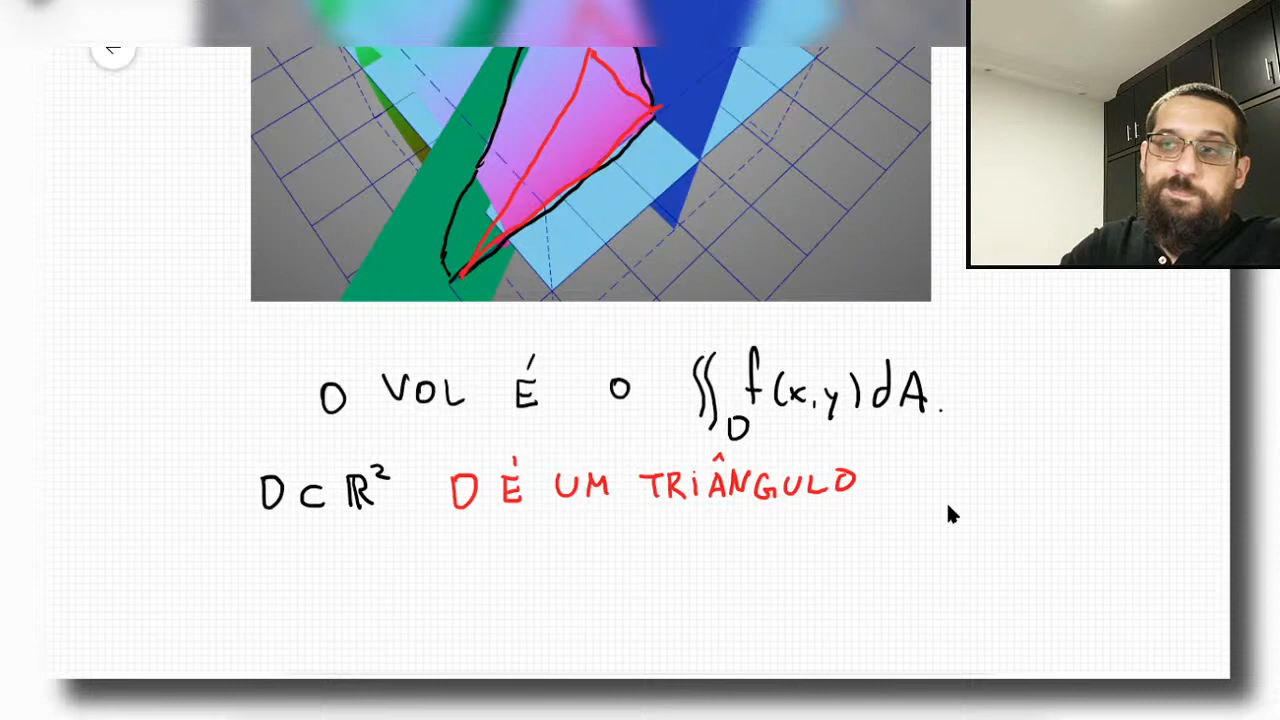 O VOL É O ∬_D f(x,y) dA.
D ⊂ ℝ² D É UM TRIÂNGULO